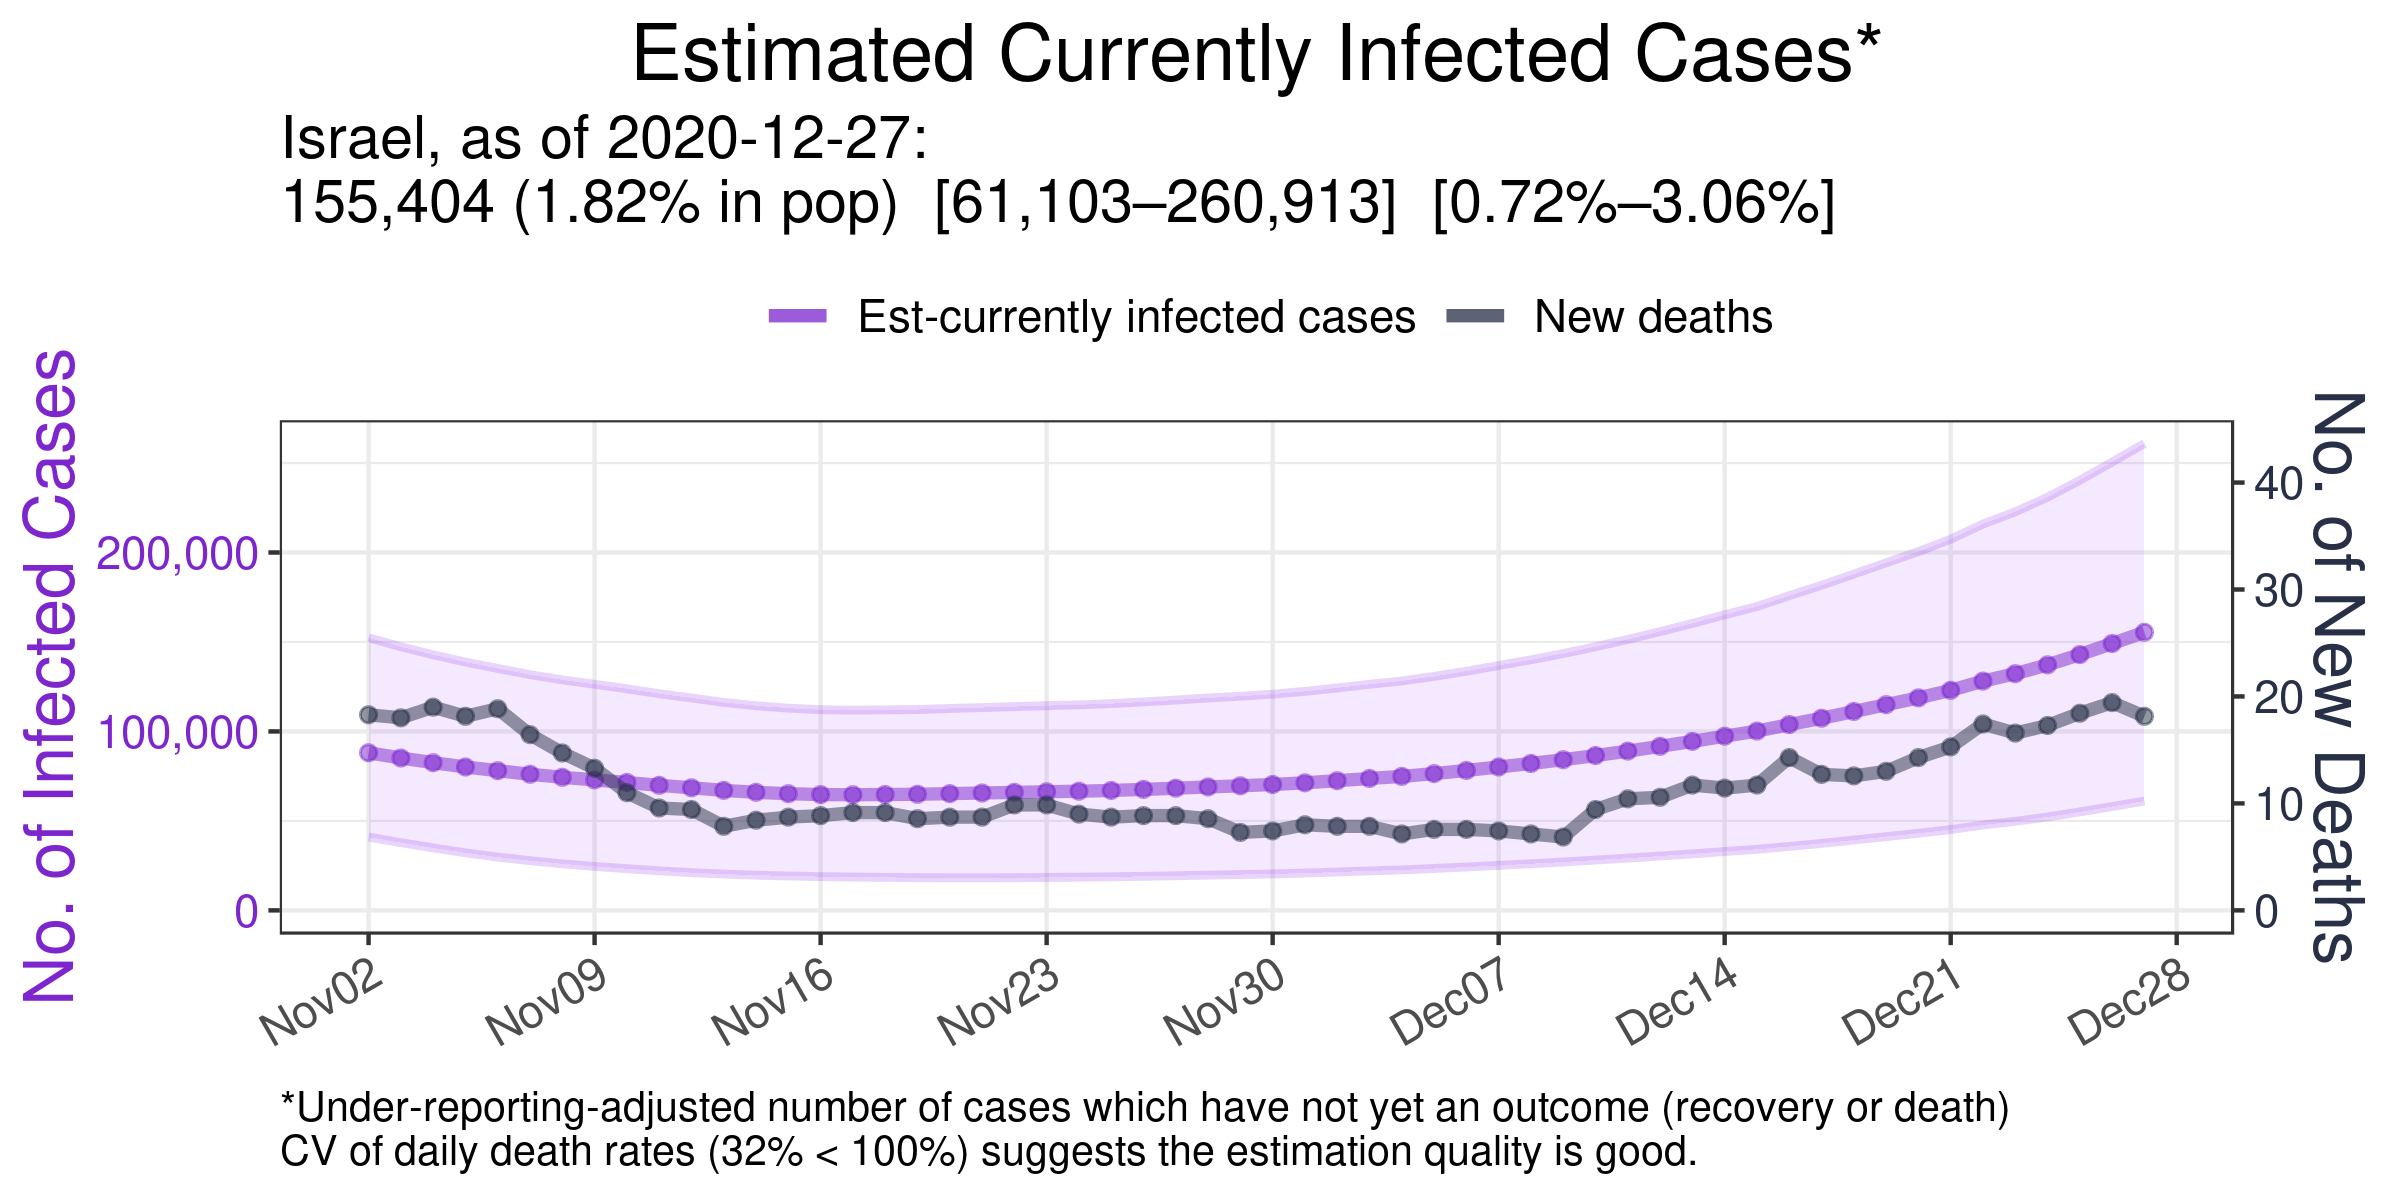 Estimated Currently Infected Cases*
Israel, as of 2020-12-27:
155,404 (1.82% in pop)  [61,103–260,913]  [0.72%–3.06%]
Est-currently infected cases
New deaths
No. of Infected Cases
200,000
100,000
0
No. of New Deaths
40
30
20
10
0
Nov02
Nov09
Nov16
Nov23
Nov30
Dec07
Dec14
Dec21
Dec28
*Under-reporting-adjusted number of cases which have not yet an outcome (recovery or death)
CV of daily death rates (32% < 100%) suggests the estimation quality is good.